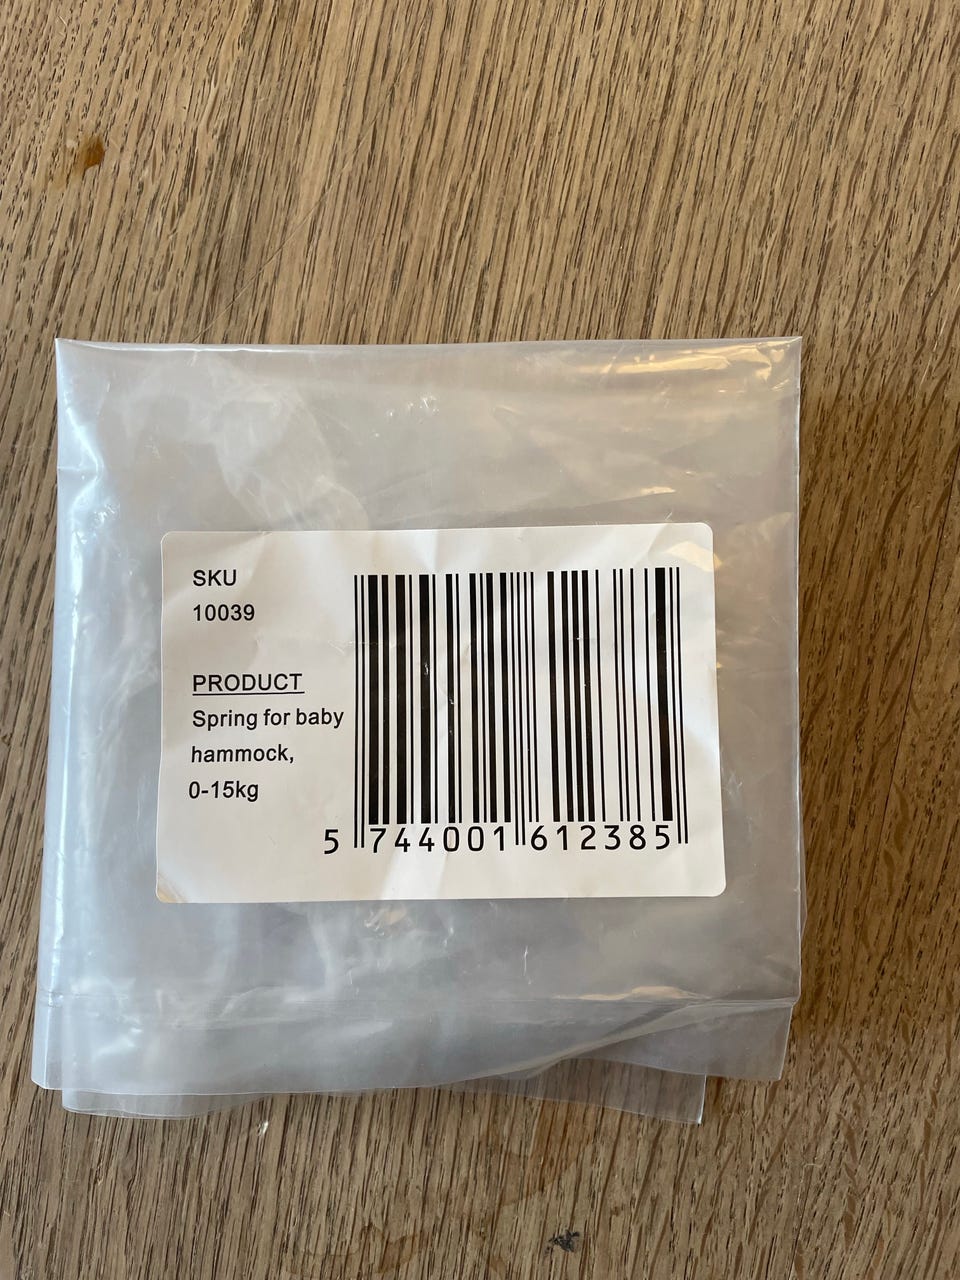 SKU
10039
PRODUCT
Spring for baby
hammock,
0-15kg
5 744001 612385